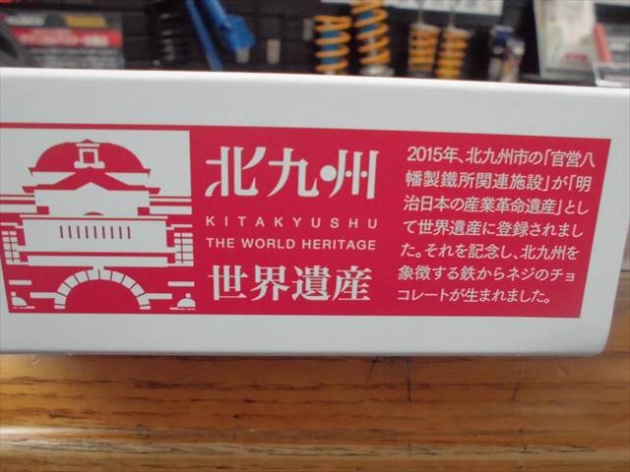 北九州
KITAKYUSHU
THE WORLD HERITAGE
世界遺産
2015年、北九州市の「官営八
幡製鐵所関連施設」が「明
治日本の産業革命遺産」とし
て世界遺産に登録されまし
た。それを記念し、北九州を
象徴する鉄からネジのチョ
コレートが生まれました。